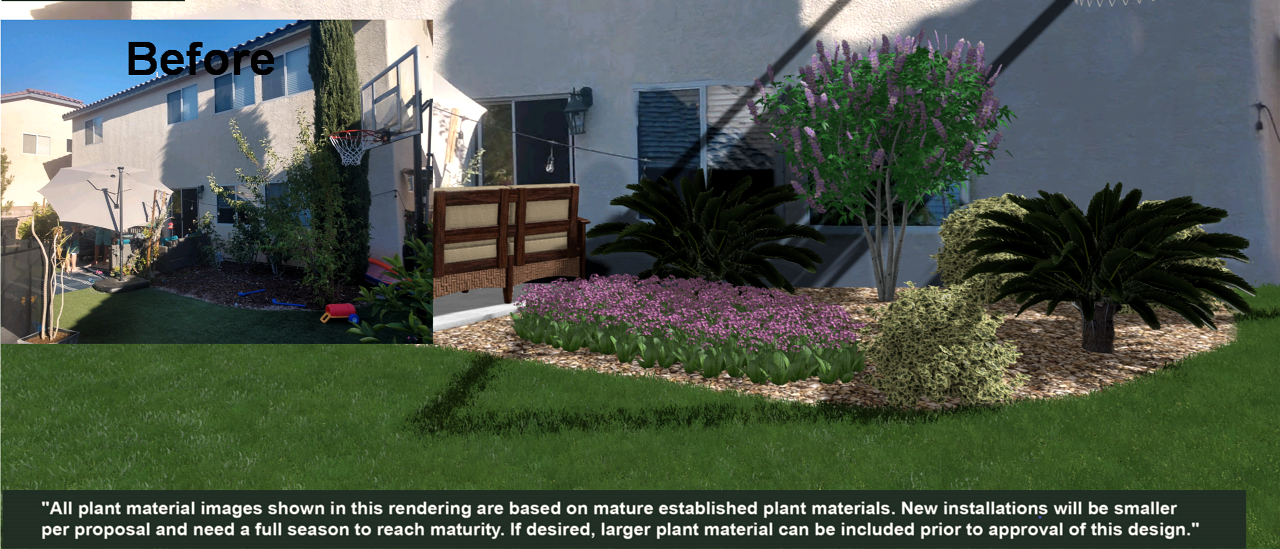 Before
"All plant material images shown in this rendering are based on mature established plant materials. New installations will be smaller
per proposal and need a full season to reach maturity. If desired, larger plant material can be included prior to approval of this design."